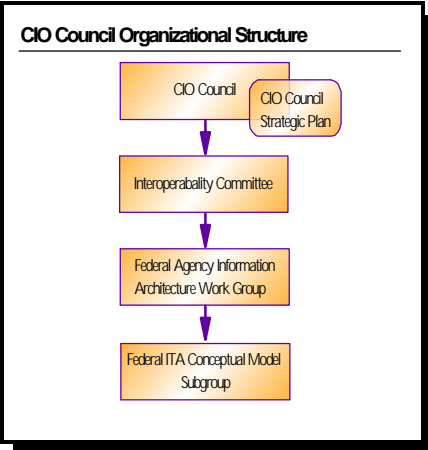 CIO Council Organizational Structure
CIO Council
CIO Council
Strategic Plan
Interoperabality Committee
Federal Agency Information
Architecture Work Group
Federal ITA Conceptual Model
Subgroup